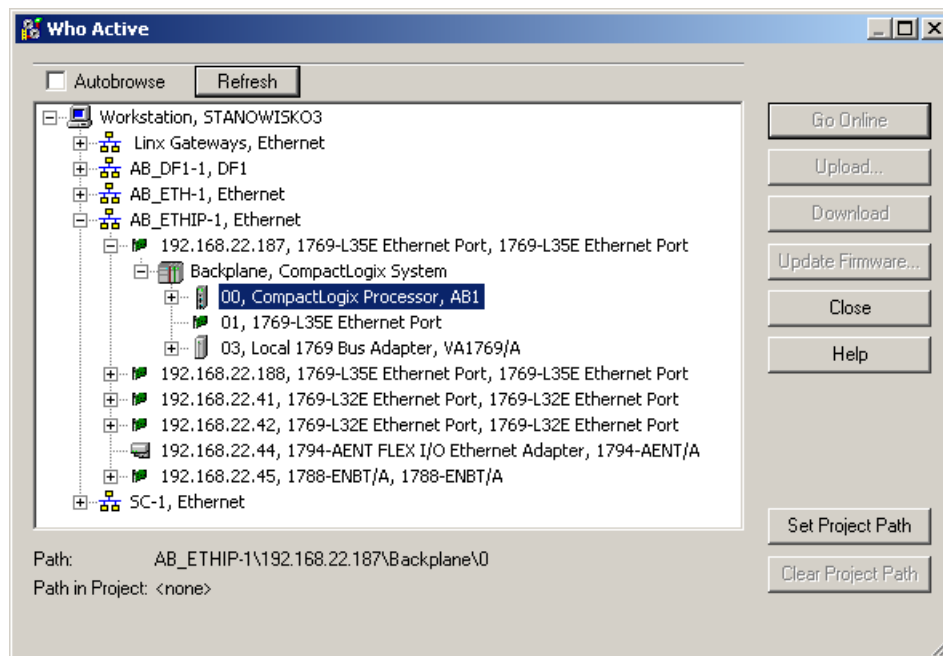 Who Active
Autobrowse
Refresh
Workstation, STANOWISKO3
Linx Gateways, Ethernet
AB_DF1-1, DF1
AB_ETH-1, Ethernet
AB_ETHIP-1, Ethernet
192.168.22.187, 1769-L35E Ethernet Port, 1769-L35E Ethernet Port
Backplane, CompactLogix System
00, CompactLogix Processor, AB1
01, 1769-L35E Ethernet Port
03, Local 1769 Bus Adapter, VA1769/A
192.168.22.188, 1769-L35E Ethernet Port, 1769-L35E Ethernet Port
192.168.22.41, 1769-L32E Ethernet Port, 1769-L32E Ethernet Port
192.168.22.42, 1769-L32E Ethernet Port, 1769-L32E Ethernet Port
192.168.22.44, 1794-AENT FLEX I/O Ethernet Adapter, 1794-AENT/A
192.168.22.45, 1788-ENBT/A, 1788-ENBT/A
SC-1, Ethernet
Go Online
Upload...
Download
Update Firmware...
Close
Help
Set Project Path
Clear Project Path
Path: AB_ETHIP-1\192.168.22.187\Backplane\0
Path in Project: <none>